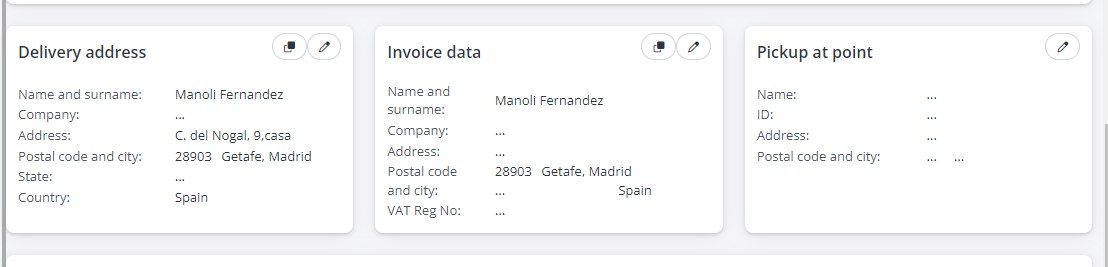 Delivery address
Name and surname: Manoli Fernandez
Company: ...
Address: C. del Nogal, 9,casa
Postal code and city: 28903 Getafe, Madrid
State: ...
Country: Spain
Invoice data
Name and surname: Manoli Fernandez
Company: ...
Address: ...
Postal code 28903 Getafe, Madrid
and city: ... Spain
VAT Reg No: ...
Pickup at point
Name: ...
ID: ...
Address: ...
Postal code and city: ... ...